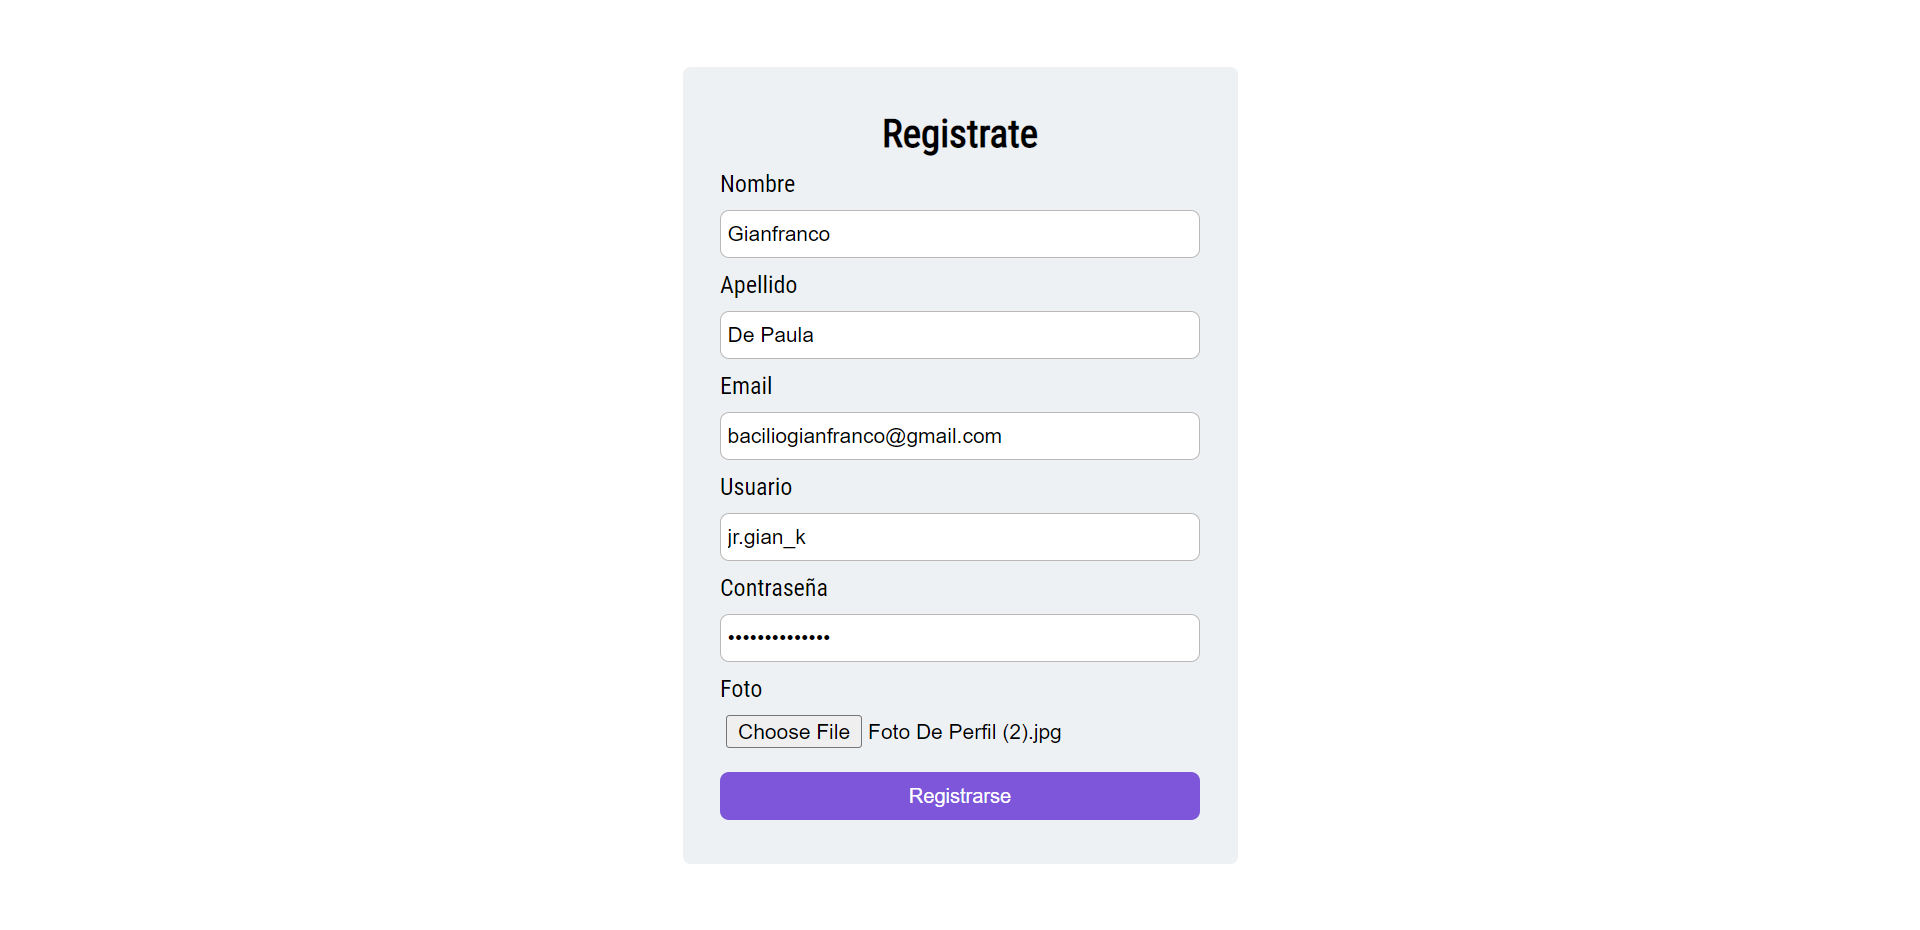 Registrate
Nombre
Gianfranco
Apellido
De Paula
Email
baciliogianfranco@gmail.com
Usuario
jr.gian_k
Contraseña
••••••••••••••
Foto
Choose File Foto De Perfil (2).jpg
Registrarse